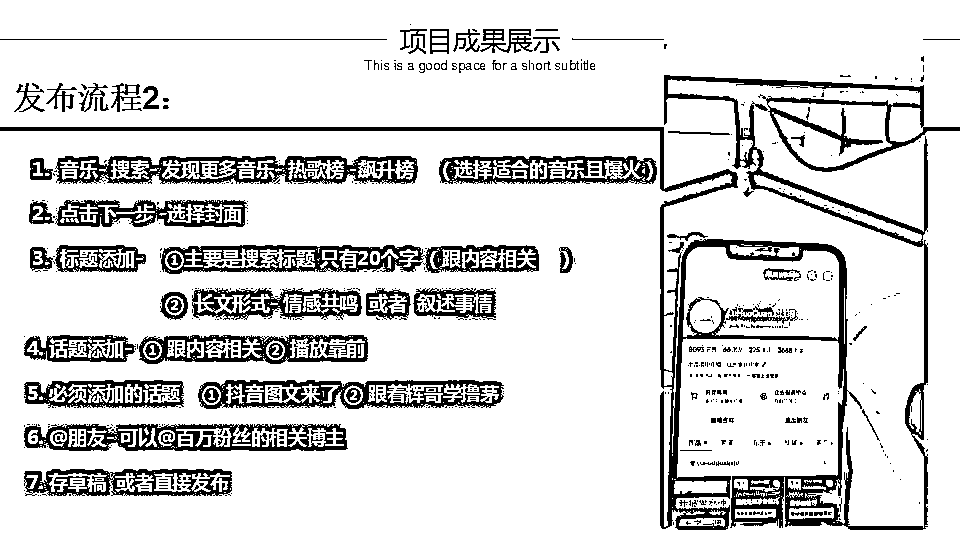 项目成果展示
This is a good space for a short subtitle
发布流程2：
1. 音乐- 搜索- 发现更多音乐- 热歌榜 -飙升榜 （ 选择适合的音乐且爆火 ）
2. 点击下一步 -选择封面
3. 标题添加- ①主要是搜索标题 只有20个字（ 跟内容相关 ）
② 长文形式- 情感共鸣 或者 叙述事情
4. 话题添加- ① 跟内容相关 ② 播放靠前
5. 必须添加的话题 ① 抖音图文来了 ② 跟着辉哥学撸茅
6. @朋友- 可以@百万粉丝的相关博主
7. 存草稿 或者直接发布